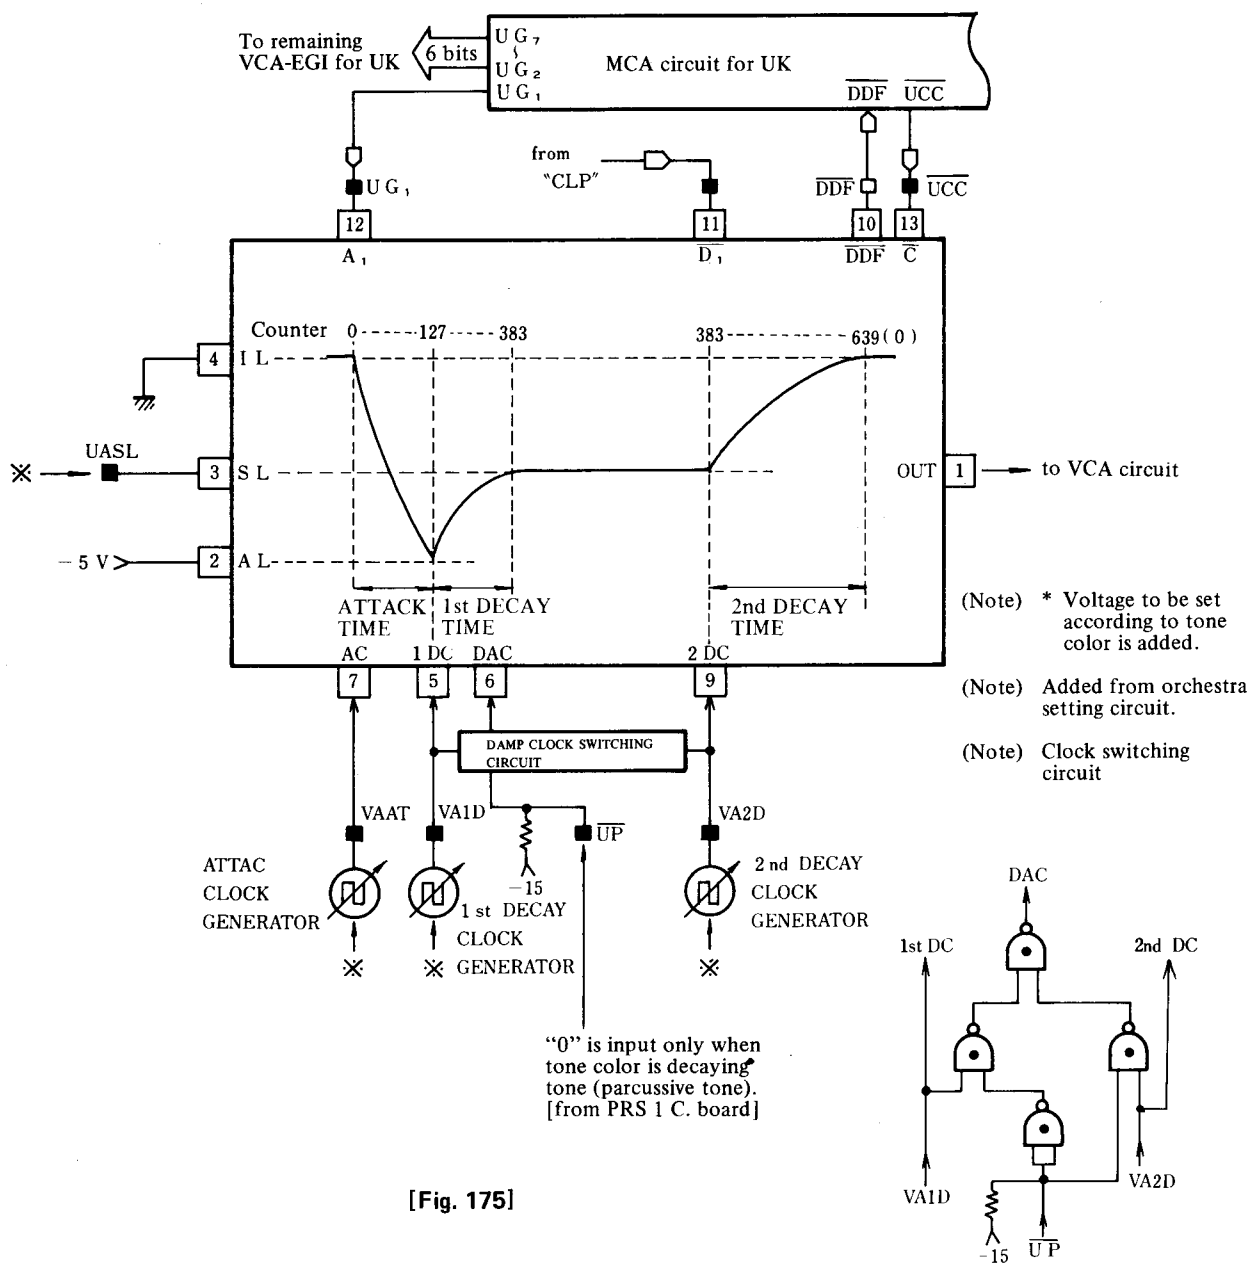 To remaining
VCA-EGI for UK
6 bits
U G 7
U G 2
U G 1
MCA circuit for UK
DDF UCC
from
"CLP"
U G 1
DDF
UCC
12
11
10
13
A 1
D 1
DDF
C
Counter 0 ------- 127 ----- 383
383 ---------------- 639 ( 0 )
4 I L
UASL
※
3 S L
OUT 1 to VCA circuit
− 5 V
2 A L
ATTACK TIME
1st DECAY TIME
2nd DECAY TIME
AC
1 DC
DAC
2 DC
7
5
6
9
DAMP CLOCK SWITCHING
CIRCUIT
(Note) * Voltage to be set
according to tone
color is added.
(Note) Added from orchestra
setting circuit.
(Note) Clock switching
circuit
VAAT
VA1D
UP
VA2D
−15
ATTAC
CLOCK
GENERATOR
1 st DECAY
CLOCK
GENERATOR
2 nd DECAY
CLOCK
GENERATOR
※
※
※
"0" is input only when
tone color is decaying
tone (parcussive tone).
[from PRS 1 C. board]
DAC
1st DC
2nd DC
VA1D
VA2D
−15
U P
[Fig. 175]